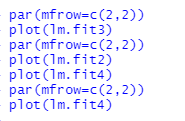 par(mfrow=c(2,2))
plot(lm.fit3)
par(mfrow=c(2,2))
plot(lm.fit2)
plot(lm.fit4)
par(mfrow=c(2,2))
plot(lm.fit4)